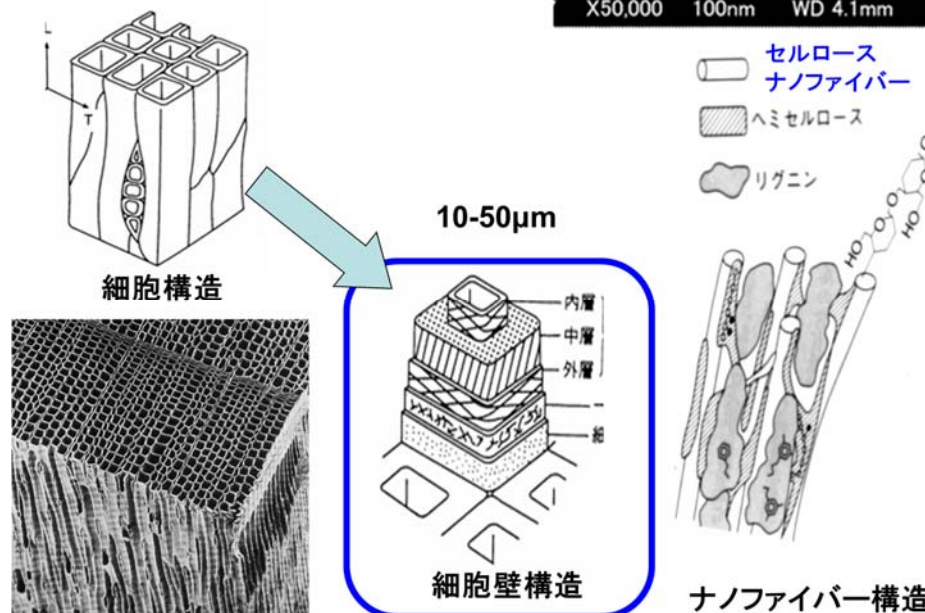 X50,000 100nm WD 4.1mm
L
T
細胞構造
10-50μm
内層
中層
外層
細胞壁構造
セルロース
ナノファイバー
ヘミセルロース
リグニン
HO
O
O
HO
O
ナノファイバー構造